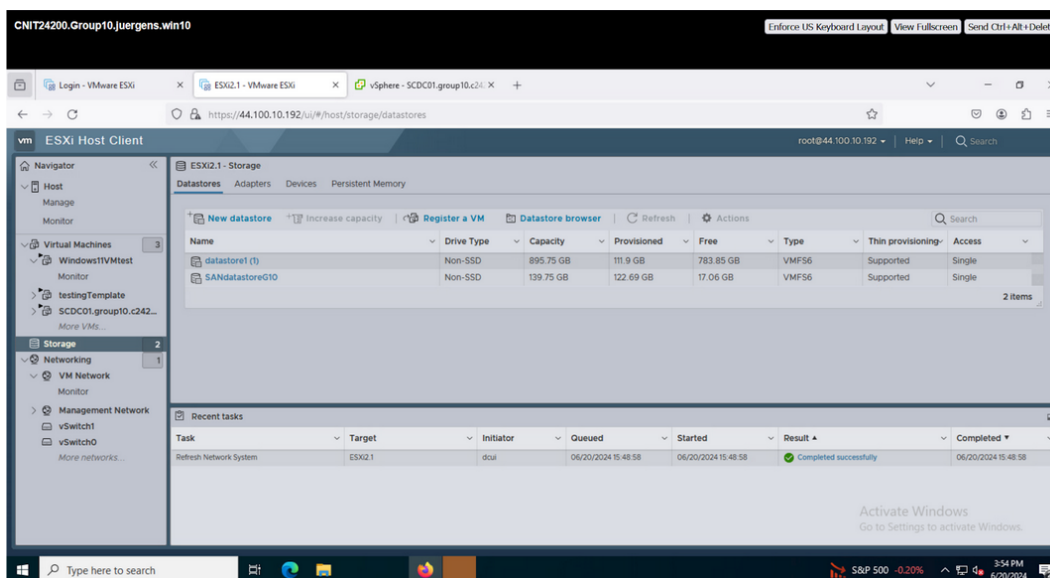 CNIT24200.Group10.juergens.win10
Enforce US Keyboard Layout View Fullscreen Send Ctrl+Alt+Delet
Login - VMware ESXi ESXi2.1 - VMware ESXi vSphere - SCDC01.group10.c24
https://44.100.10.192/ui/#/host/storage/datastores
vm ESXi Host Client root@44.100.10.192 Help Search
Navigator
Host
Manage
Monitor
Virtual Machines 3
Windows11VMtest
Monitor
testingTemplate
SCDC01.group10.c242...
More VMs...
Storage 2
Networking 1
VM Network
Monitor
Management Network
vSwitch1
vSwitch0
More networks...
ESXi2.1 - Storage
Datastores Adapters Devices Persistent Memory
New datastore Increase capacity Register a VM Datastore browser Refresh Actions Search
Name Drive Type Capacity Provisioned Free Type Thin provisioning Access
datastore1 (1) Non-SSD 895.75 GB 111.9 GB 783.85 GB VMFS6 Supported Single
SANdatastoreG10 Non-SSD 139.75 GB 122.69 GB 17.06 GB VMFS6 Supported Single
2 items
Recent tasks
Task Target Initiator Queued Started Result Completed
Refresh Network System ESXi2.1 dcui 06/20/2024 15:48:58 06/20/2024 15:48:58 Completed successfully 06/20/2024 15:48:58
Activate Windows
Go to Settings to activate Windows.
Type here to search S&P 500 -0.20% 3:54 PM
6/20/2024